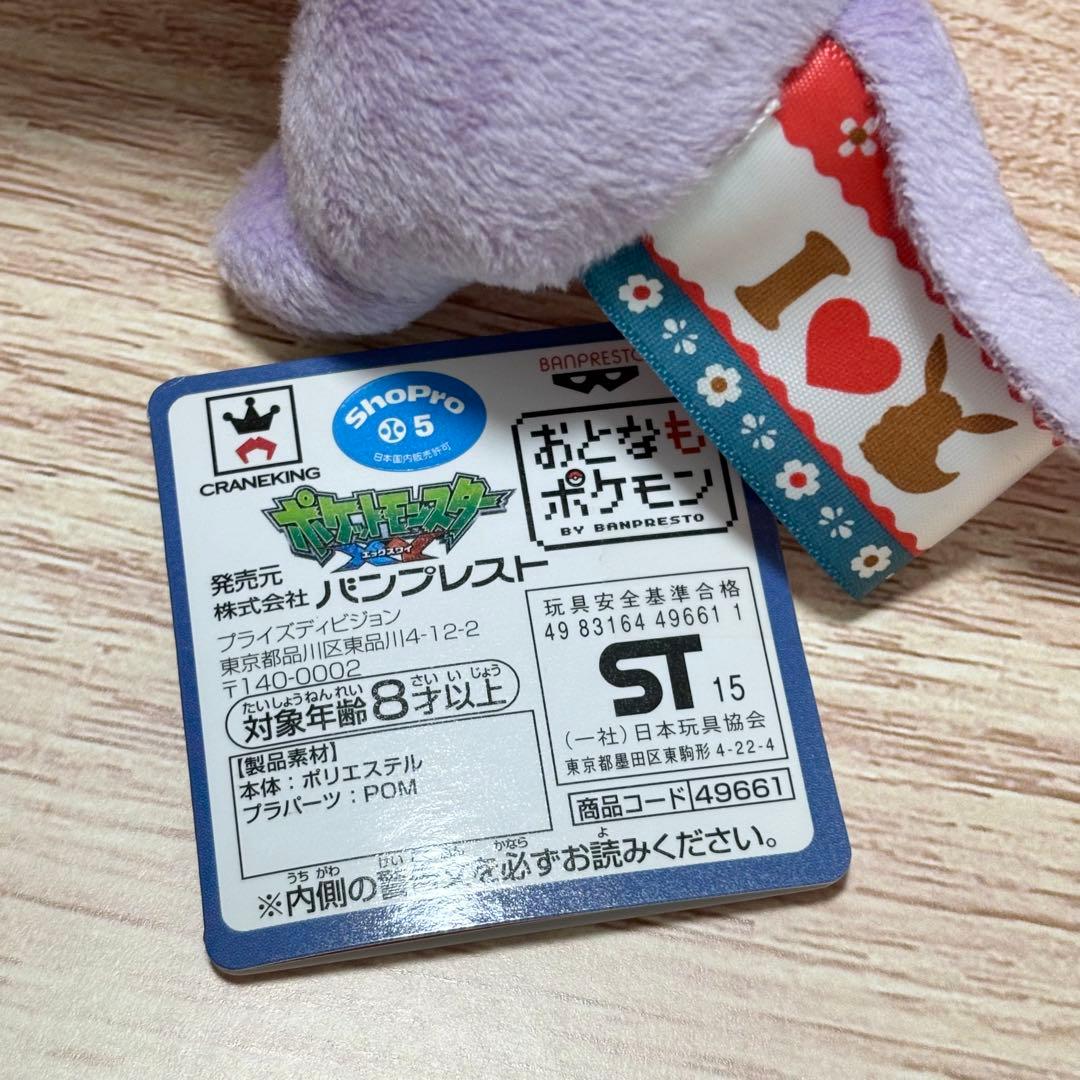 I
CRANEKING
ShoPro
5
日本国内販売許可
BANPRESTO
おとなも
ポケモン
BY BANPRESTO
ポケットモンスター
XY
エックスワイ
発売元
株式会社 バンプレスト
プライズディビジョン
東京都品川区東品川4-12-2
〒140-0002
たいしょうねんれい さい い じょう
対象年齢8才以上
【製品素材】
本体:ポリエステル
プラパーツ:POM
玩具安全基準合格
49 83164 49661 1
ST 15
(一社)日本玩具協会
東京都墨田区東駒形 4-22-4
商品コード 49661
うち がわ けい かなら よ
※内側の を必ずお読みください。